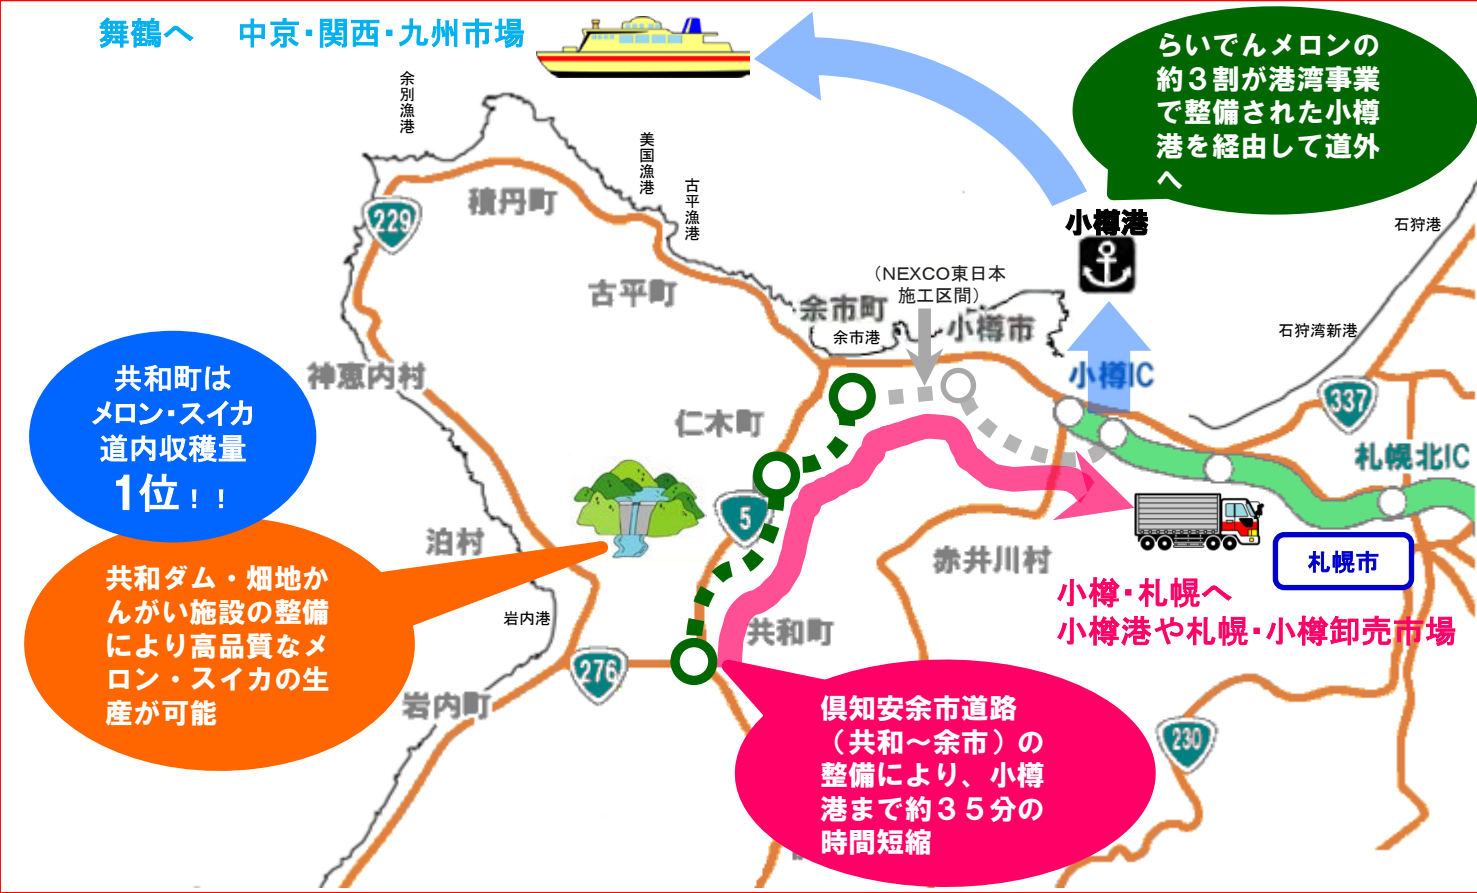 舞鶴へ　中京・関西・九州市場
らいでんメロンの
約３割が港湾事業
で整備された小樽
港を経由して道外
へ
余別漁港
美国漁港
古平漁港
積丹町
229
小樽港
石狩港
（NEXCO東日本
施工区間）
古平町
余市町
小樽市
余市港
石狩湾新港
神恵内村
小樽IC
337
共和町は
メロン・スイカ
道内収穫量
1位！！
仁木町
札幌北IC
5
泊村
赤井川村
札幌市
共和ダム・畑地か
んがい施設の整備
により高品質なメ
ロン・スイカの生
産が可能
岩内港
共和町
小樽・札幌へ
小樽港や札幌・小樽卸売市場
276
岩内町
倶知安余市道路
（共和～余市）の
整備により、小樽
港まで約３５分の
時間短縮
230